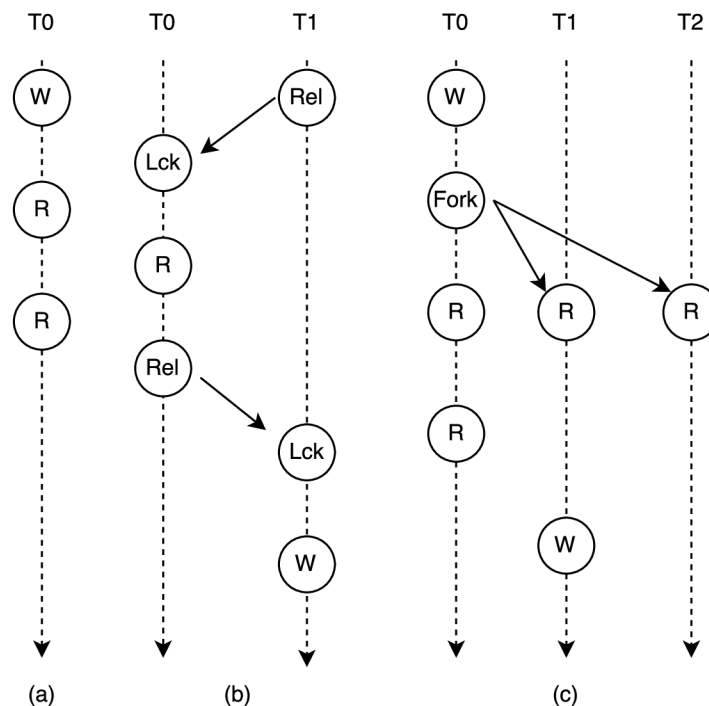 T0 T0 T1 T0 T1 T2
W Rel W
Lck
R Fork
R
R R R R
Rel
R
Lck
W
W
(a) (b) (c)